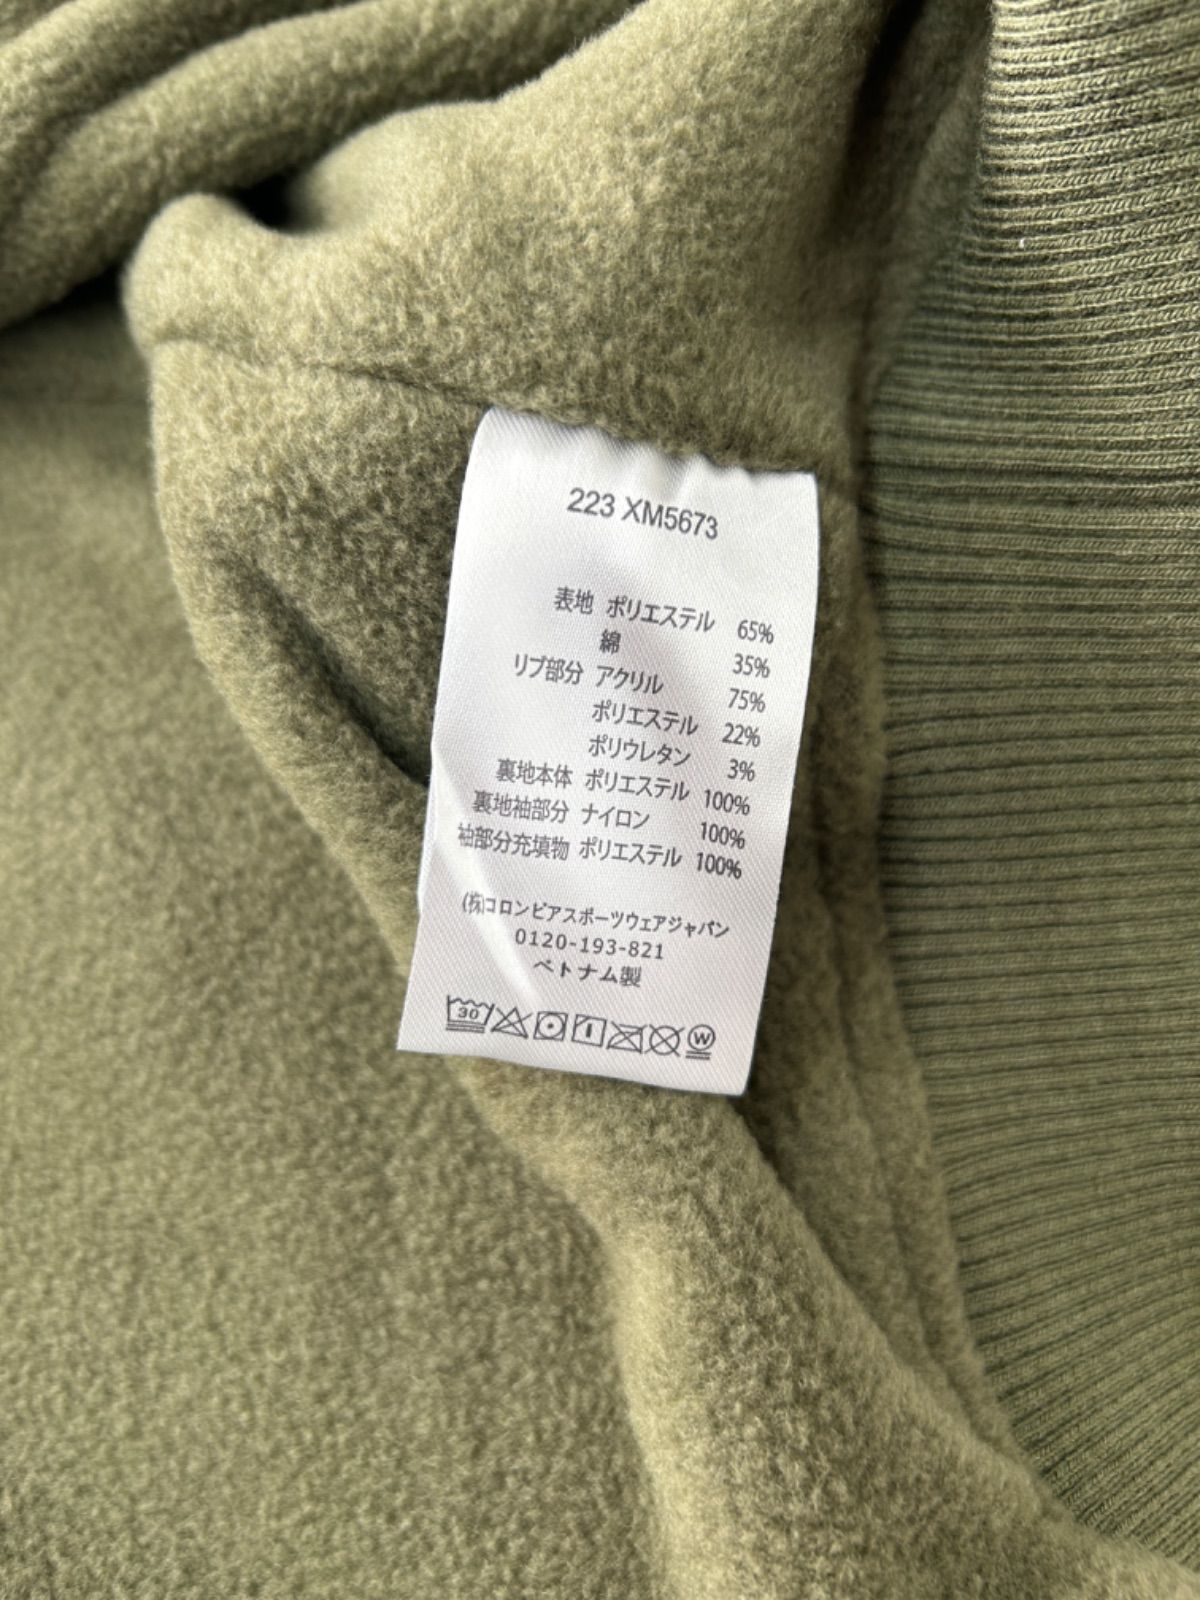 223 XM5673
表地 ポリエステル 65%
綿 35%
リブ部分 アクリル 75%
ポリエステル 22%
ポリウレタン 3%
裏地本体 ポリエステル 100%
裏地袖部分 ナイロン 100%
袖部分充填物 ポリエステル 100%
(株)コロンビアスポーツウェアジャパン
0120-193-821
ベトナム製
30 W